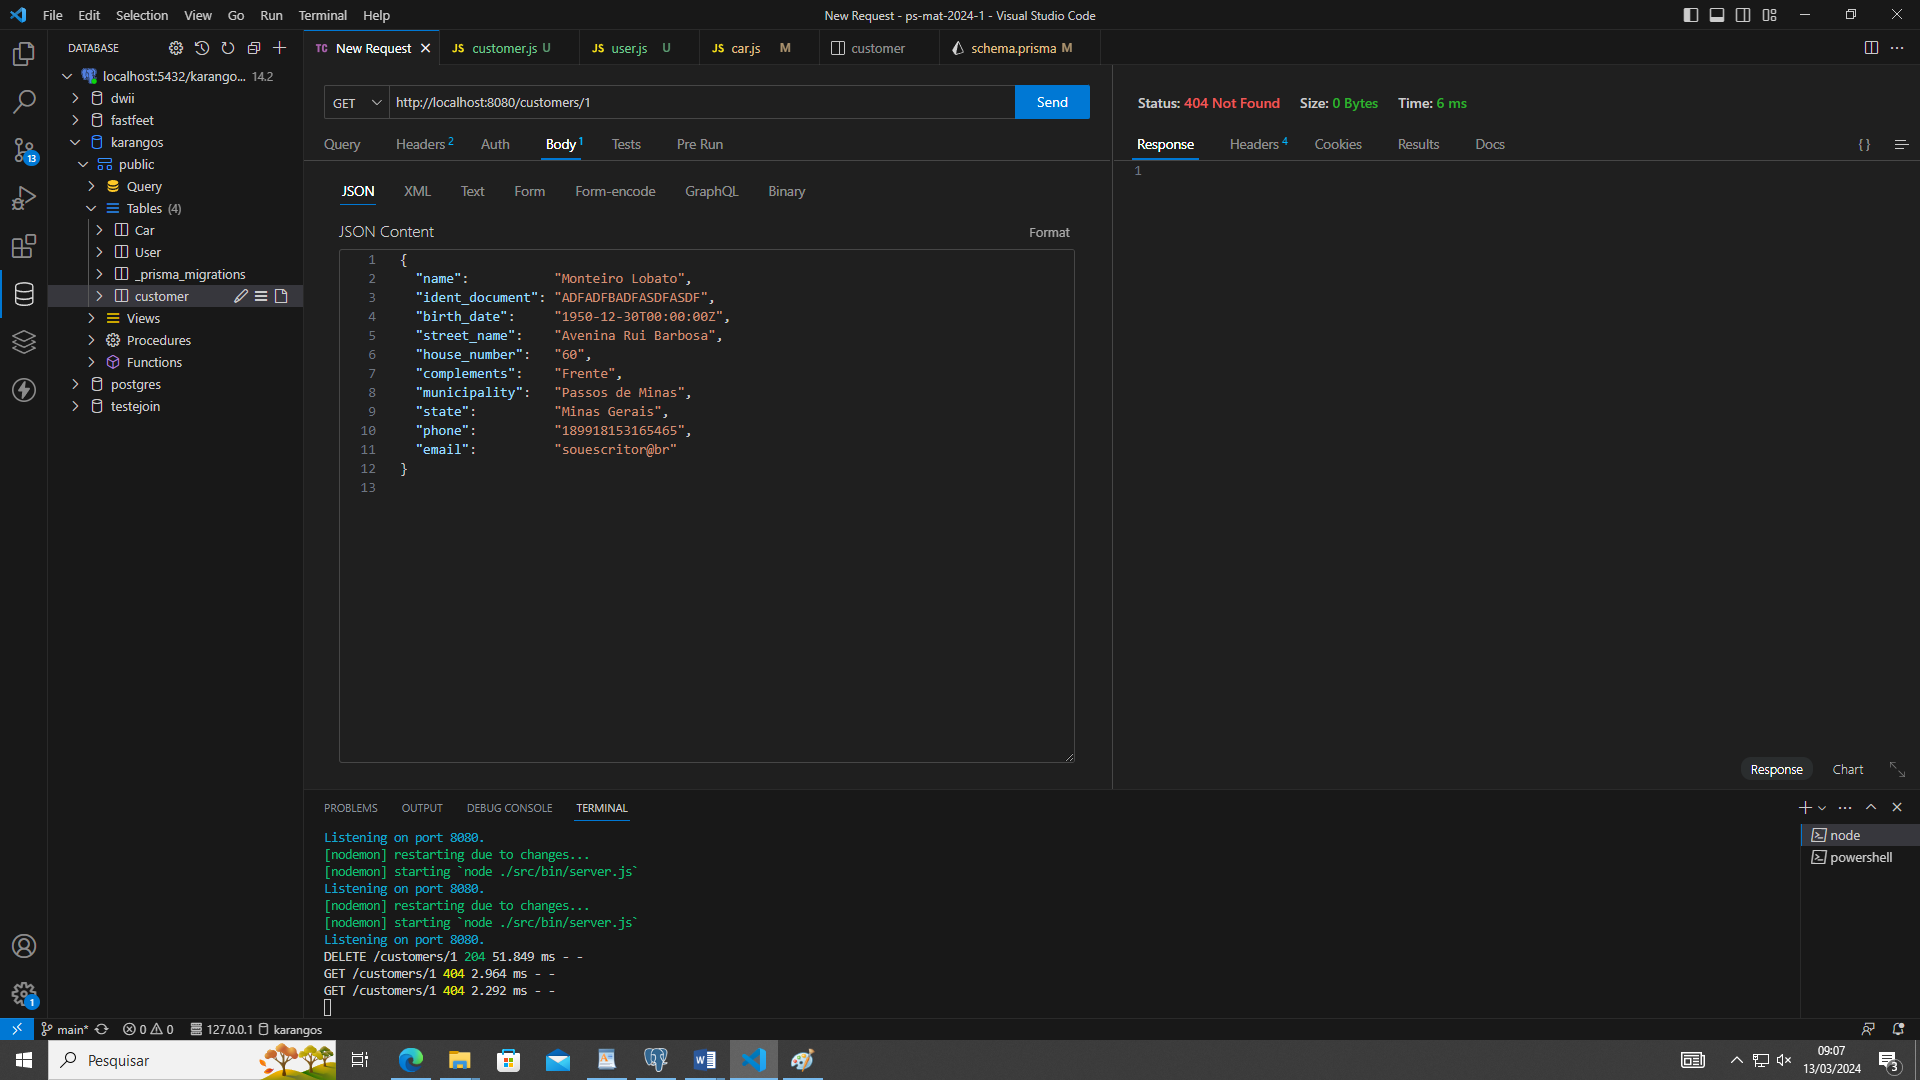 File Edit Selection View Go Run Terminal Help
New Request - ps-mat-2024-1 - Visual Studio Code
DATABASE
localhost:5432/karango... 14.2
dwii
fastfeet
karangos
public
Query
Tables (4)
Car
User
_prisma_migrations
customer
Views
Procedures
Functions
postgres
testejoin
13
1
TC New Request
JS customer.js U
JS user.js U
JS car.js M
customer
schema.prisma M
GET http://localhost:8080/customers/1 Send
Query Headers 2 Auth Body 1 Tests Pre Run
JSON XML Text Form Form-encode GraphQL Binary
JSON Content Format
1 {
2 "name": "Monteiro Lobato",
3 "ident_document": "ADFADFBADFASDFASDF",
4 "birth_date": "1950-12-30T00:00:00Z",
5 "street_name": "Avenina Rui Barbosa",
6 "house_number": "60",
7 "complements": "Frente",
8 "municipality": "Passos de Minas",
9 "state": "Minas Gerais",
10 "phone": "189918153165465",
11 "email": "souescritor@br"
12 }
13
Status: 404 Not Found Size: 0 Bytes Time: 6 ms
Response Headers 4 Cookies Results Docs { }
1
Response Chart
PROBLEMS OUTPUT DEBUG CONSOLE TERMINAL
Listening on port 8080.
[nodemon] restarting due to changes...
[nodemon] starting `node ./src/bin/server.js`
Listening on port 8080.
[nodemon] restarting due to changes...
[nodemon] starting `node ./src/bin/server.js`
Listening on port 8080.
DELETE /customers/1 204 51.849 ms - -
GET /customers/1 404 2.964 ms - -
GET /customers/1 404 2.292 ms - -
node
powershell
main* 0 0 127.0.0.1 karangos
Pesquisar
09:07
13/03/2024
3